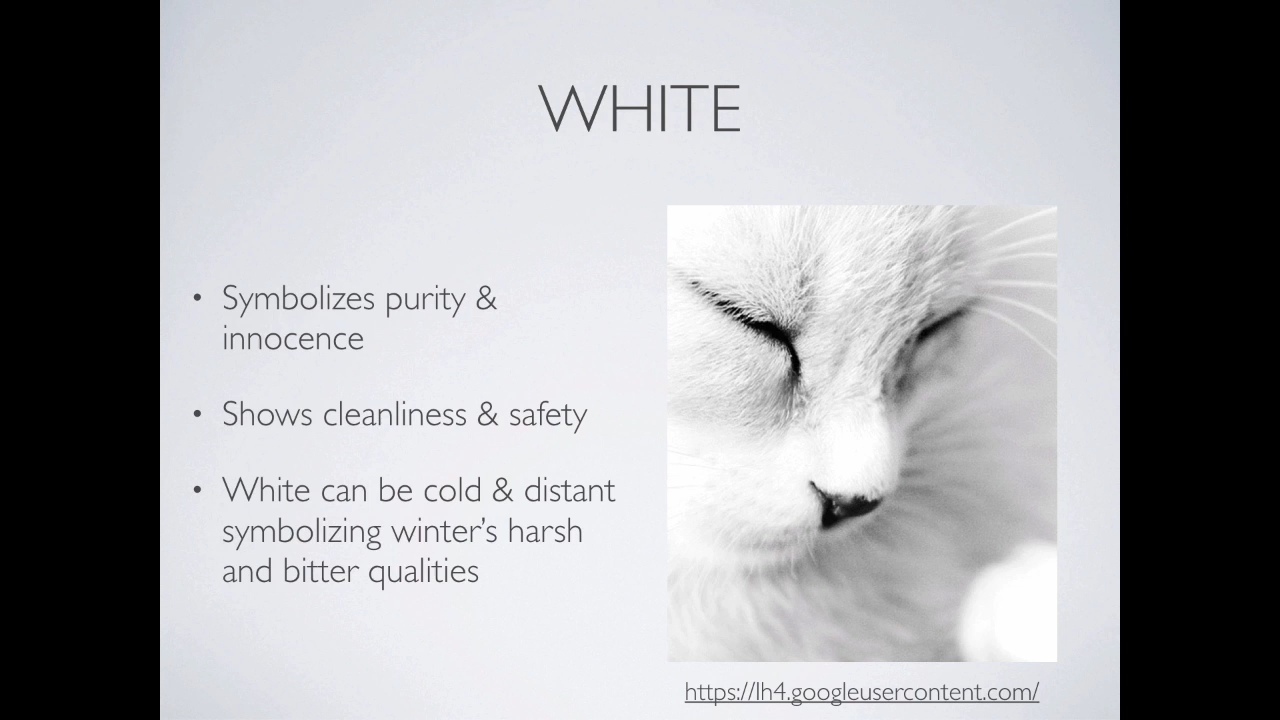 WHITE
• Symbolizes purity &
innocence
• Shows cleanliness & safety
• White can be cold & distant
symbolizing winter’s harsh
and bitter qualities
https://lh4.googleusercontent.com/